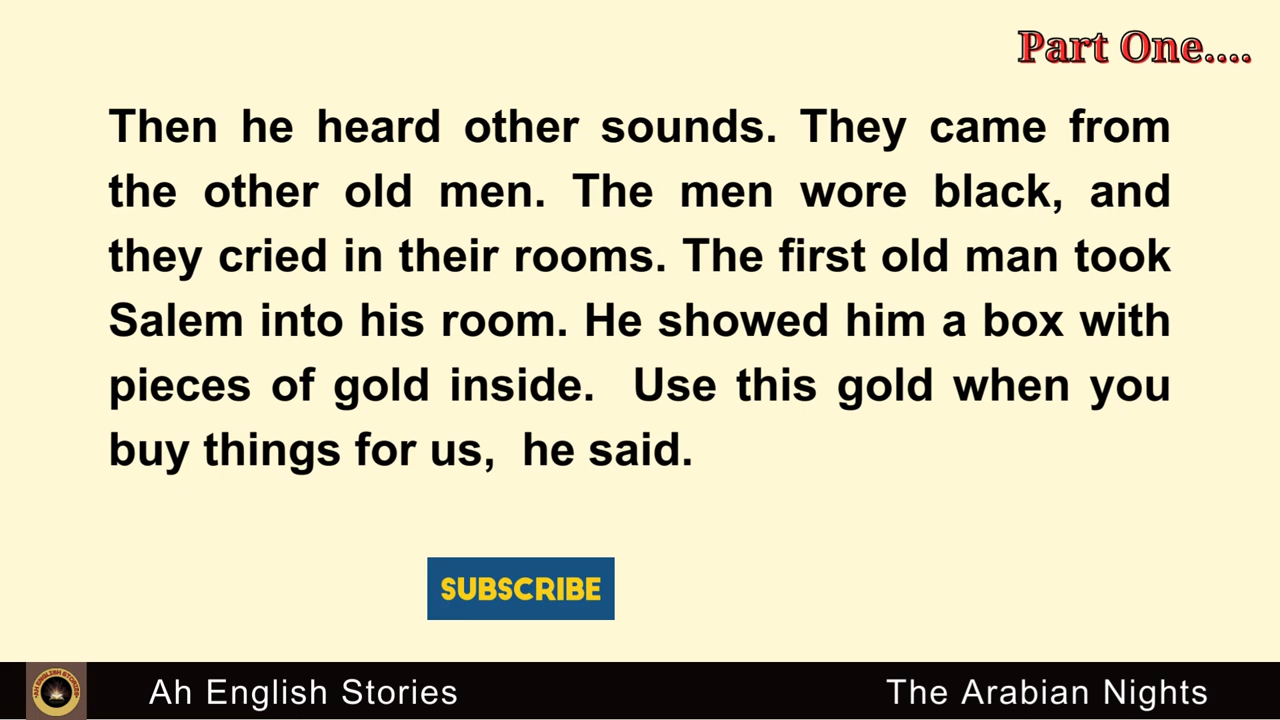 Part One....
Then he heard other sounds. They came from
the other old men. The men wore black, and
they cried in their rooms. The first old man took
Salem into his room. He showed him a box with
pieces of gold inside.  Use this gold when you
buy things for us,  he said.
SUBSCRIBE
Ah English Stories
The Arabian Nights